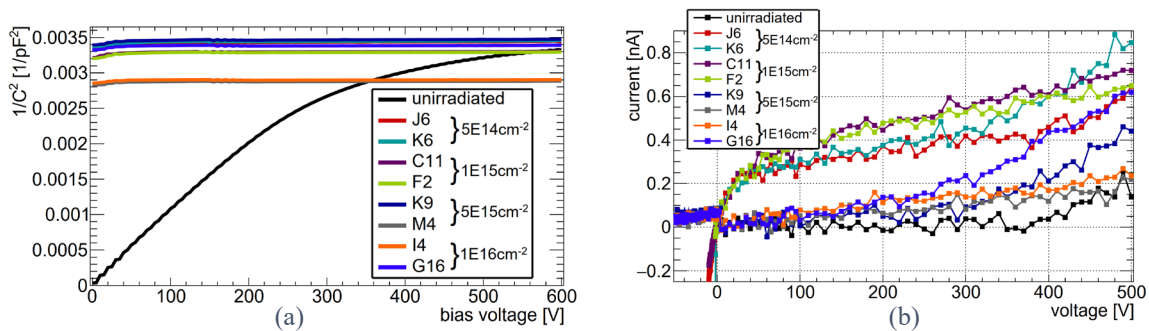 1/C² [1/pF²]
0.0035
0.003
0.0025
0.002
0.0015
0.001
0.0005
0
0 100 200 300 400 500 600
bias voltage [V]
unirradiated
J6
K6
}5E14cm⁻²
C11
F2
}1E15cm⁻²
K9
M4
}5E15cm⁻²
I4
G16
}1E16cm⁻²
(a)
current [nA]
0.8
0.6
0.4
0.2
0
−0.2
0 100 200 300 400 500
voltage [V]
unirradiated
J6
K6
}5E14cm⁻²
C11
F2
}1E15cm⁻²
K9
M4
}5E15cm⁻²
I4
G16
}1E16cm⁻²
(b)